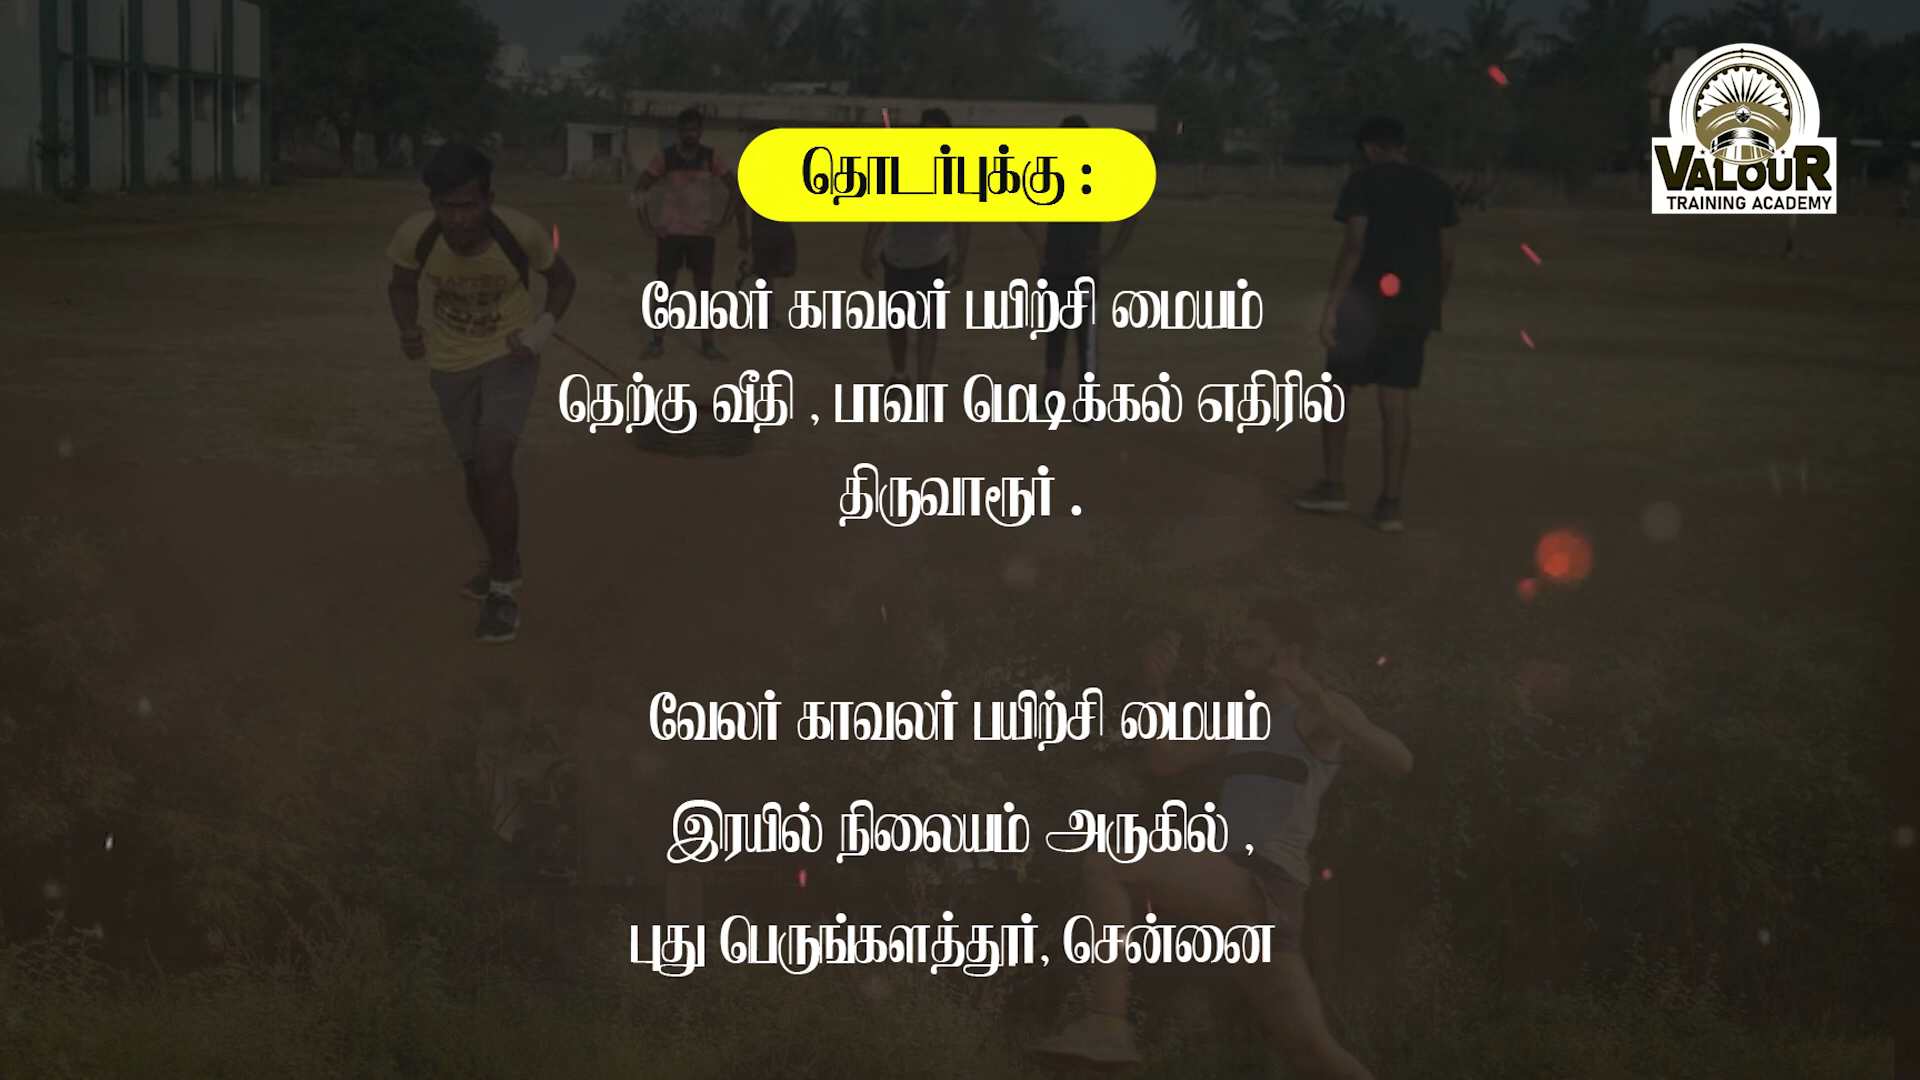 தொடர்புக்கு :
VALOUR
TRAINING ACADEMY
வேலர் காவலர் பயிற்சி மையம்
தெற்கு வீதி , பாவா மெடிக்கல் எதிரில்
திருவாரூர் .
வேலர் காவலர் பயிற்சி மையம்
இரயில் நிலையம் அருகில் ,
புது பெருங்களத்தூர், சென்னை